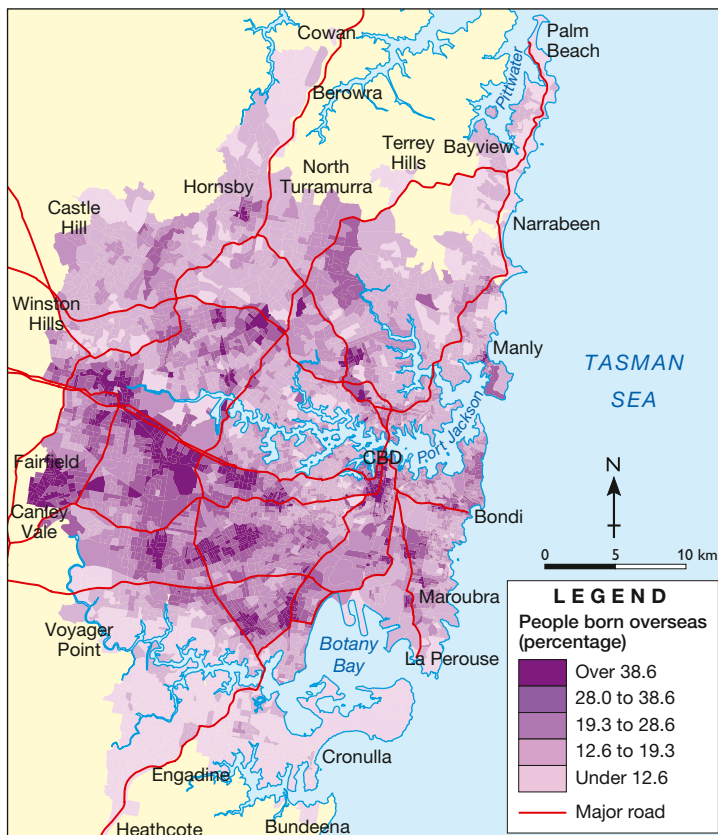 Cowan
Palm
Beach
Pittwater
Berowra
Terrey
Hills
Bayview
North
Turramurra
Hornsby
Castle
Hill
Narrabeen
Winston
Hills
Manly
TASMAN
SEA
Port Jackson
CBD
Fairfield
N
Canley
Vale
Bondi
0 5 10 km
Maroubra
Voyager
Point
Botany
Bay
La Perouse
Cronulla
Engadine
Heathcote
Bundeena
LEGEND
People born overseas
(percentage)
Over 38.6
28.0 to 38.6
19.3 to 28.6
12.6 to 19.3
Under 12.6
Major road